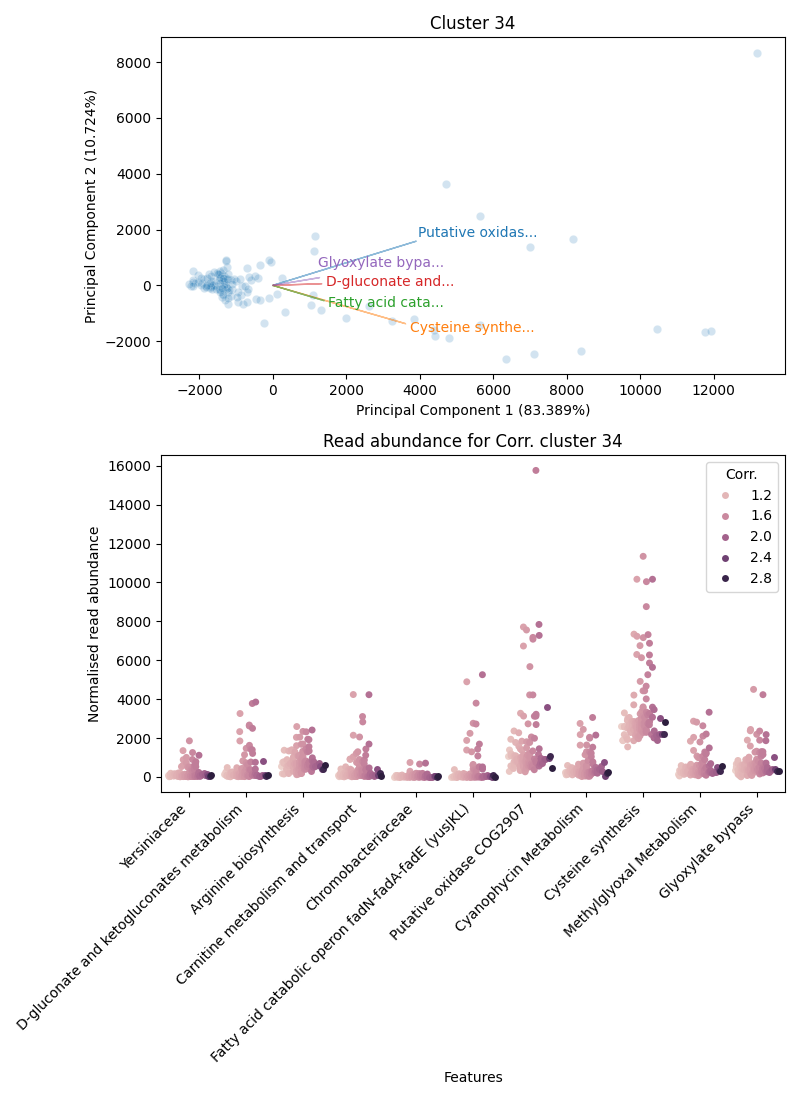 Cluster 34
Principal Component 2 (10.724%)
8000
6000
4000
2000
0
−2000
Putative oxidas...
Glyoxylate bypa...
D-gluconate and...
Fatty acid cata...
Cysteine synthe...
−2000
0
2000
4000
6000
8000
10000
12000
Principal Component 1 (83.389%)
Read abundance for Corr. cluster 34
Normalised read abundance
16000
14000
12000
10000
8000
6000
4000
2000
0
Corr.
1.2
1.6
2.0
2.4
2.8
Yersiniaceae
D-gluconate and ketogluconates metabolism
Arginine biosynthesis
Carnitine metabolism and transport
Chromobacteriaceae
Fatty acid catabolic operon fadN-fadA-fadE (yusJKL)
Putative oxidase COG2907
Cyanophycin Metabolism
Cysteine synthesis
Methylglyoxal Metabolism
Glyoxylate bypass
Features